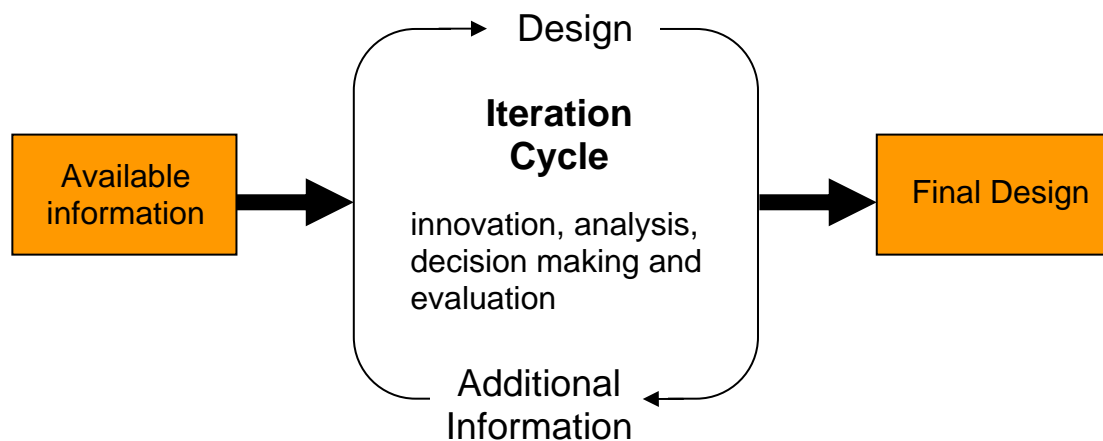 Design
Iteration
Cycle
Available
information
innovation, analysis,
decision making and
evaluation
Final Design
Additional
Information